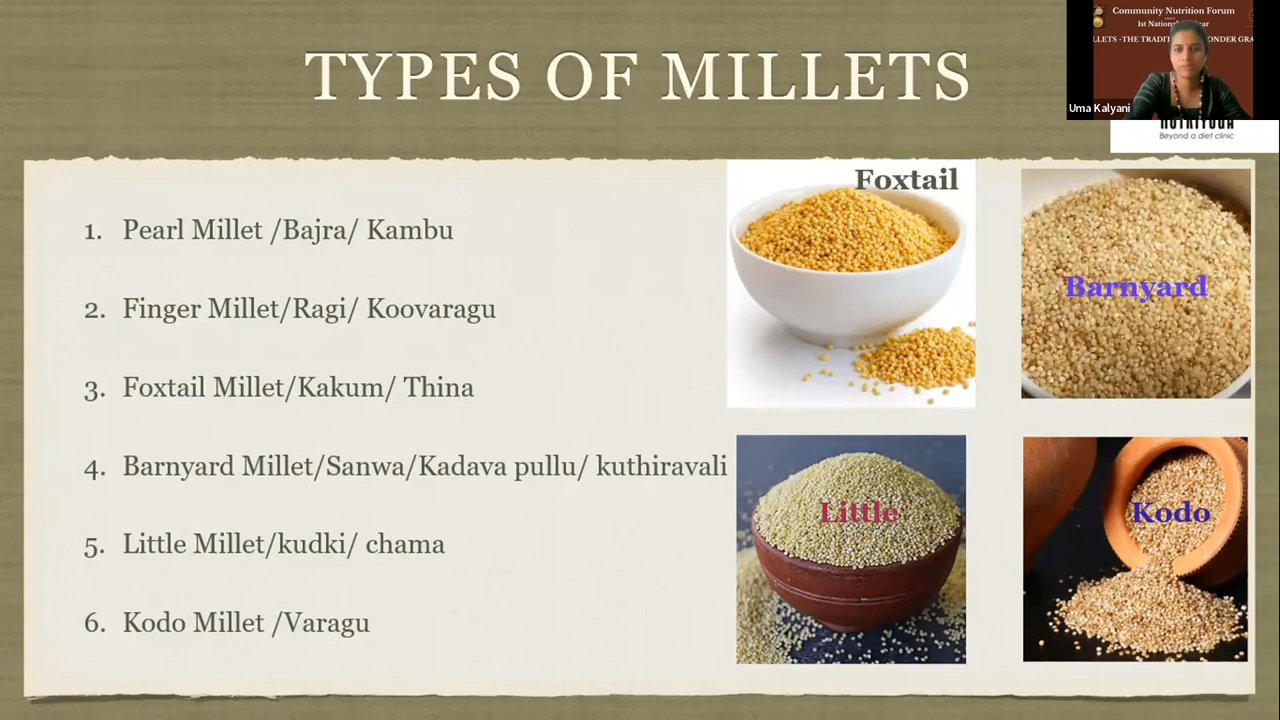 TYPES OF MILLETS
Community Nutrition Forum
1st National
Uma Kalyani
Beyond a diet clinic
1. Pearl Millet /Bajra/ Kambu
2. Finger Millet/Ragi/ Koovaragu
3. Foxtail Millet/Kakum/ Thina
4. Barnyard Millet/Sanwa/Kadava pullu/ kuthiravali
5. Little Millet/kudki/ chama
6. Kodo Millet /Varagu
Foxtail
Barnyard
Little
Kodo